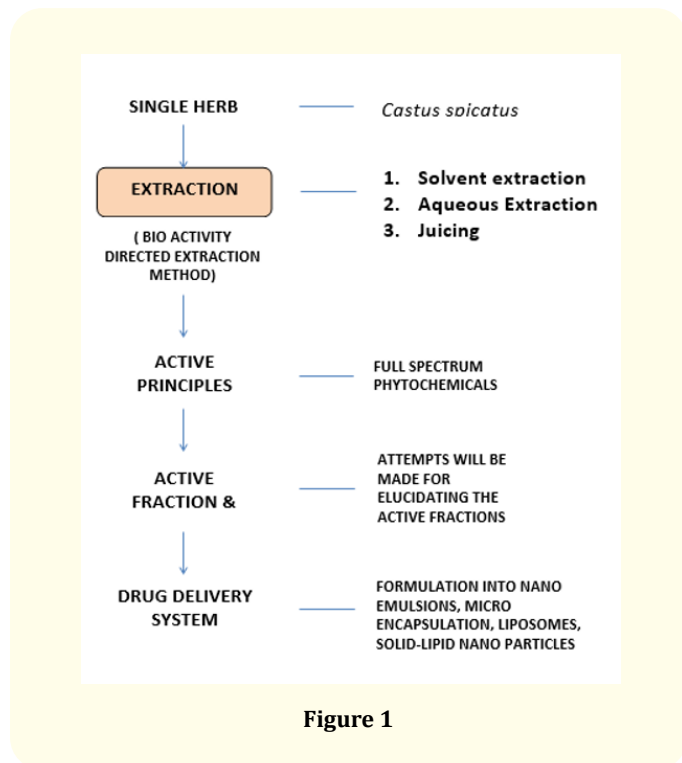 SINGLE HERB
Castus spicatus
EXTRACTION
1. Solvent extraction
2. Aqueous Extraction
3. Juicing
( BIO ACTIVITY
DIRECTED EXTRACTION
METHOD)
ACTIVE
PRINCIPLES
FULL SPECTRUM
PHYTOCHEMICALS
ACTIVE
FRACTION &
ATTEMPTS WILL BE
MADE FOR
ELUCIDATING THE
ACTIVE FRACTIONS
DRUG DELIVERY
SYSTEM
FORMULATION INTO NANO
EMULSIONS, MICRO
ENCAPSULATION, LIPOSOMES,
SOLID-LIPID NANO PARTICLES
Figure 1